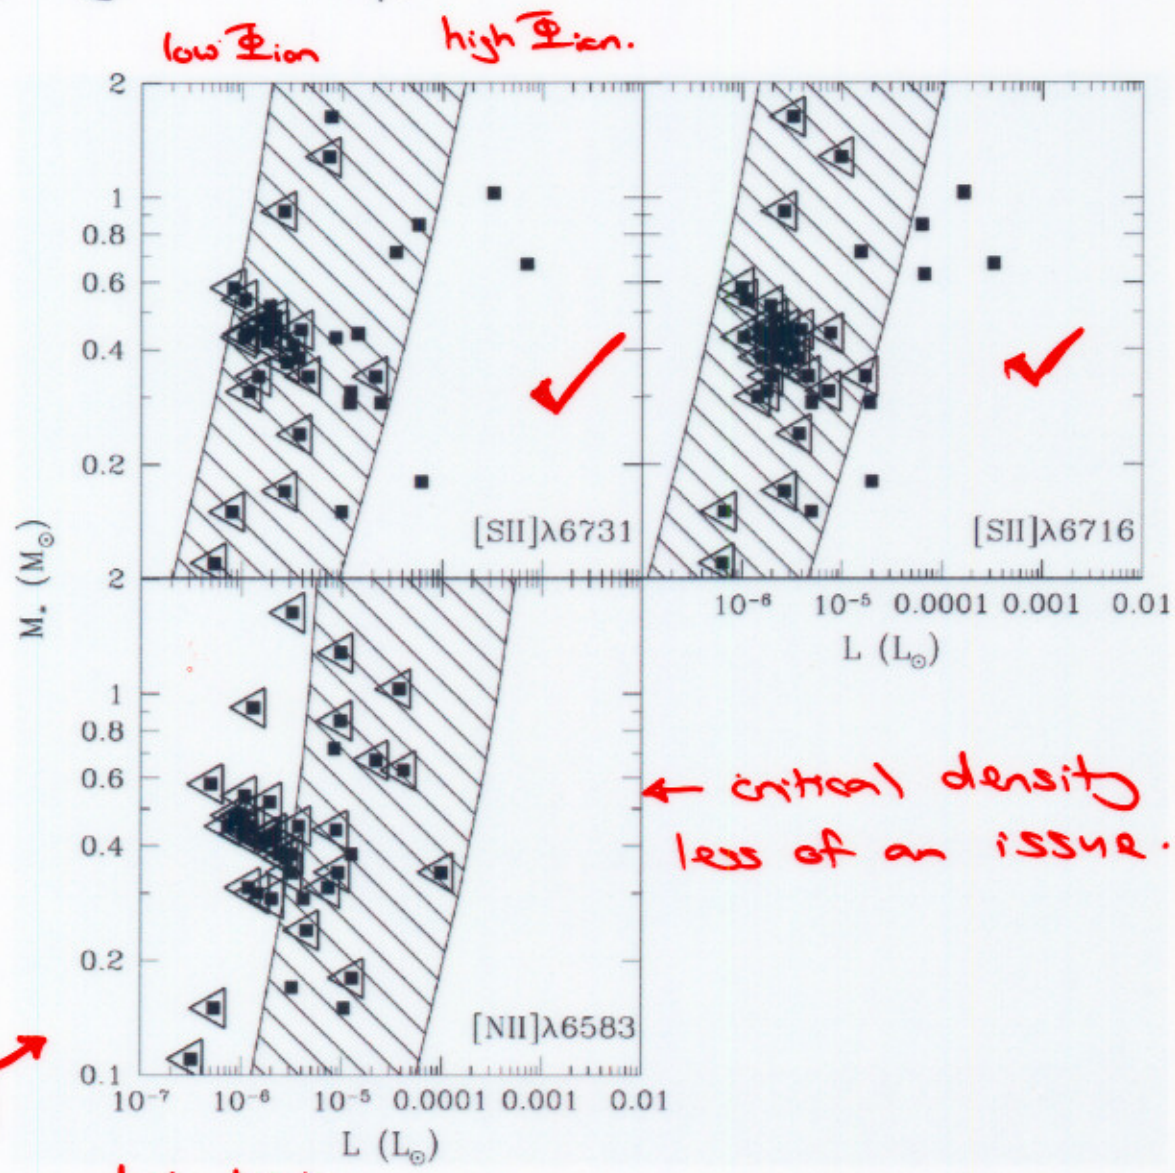 low Φion high Φion.
2
1
0.8
0.6
0.4
0.2
[SII]λ6731
[SII]λ6716
2
10⁻⁶ 10⁻⁵ 0.0001 0.001 0.01
L (L☉)
M* (M☉)
1
0.8
0.6
0.4
0.2
0.1
← critical density
less of an issue.
[NII]λ6583
10⁻⁷ 10⁻⁶ 10⁻⁵ 0.0001 0.001 0.01
L (L☉)